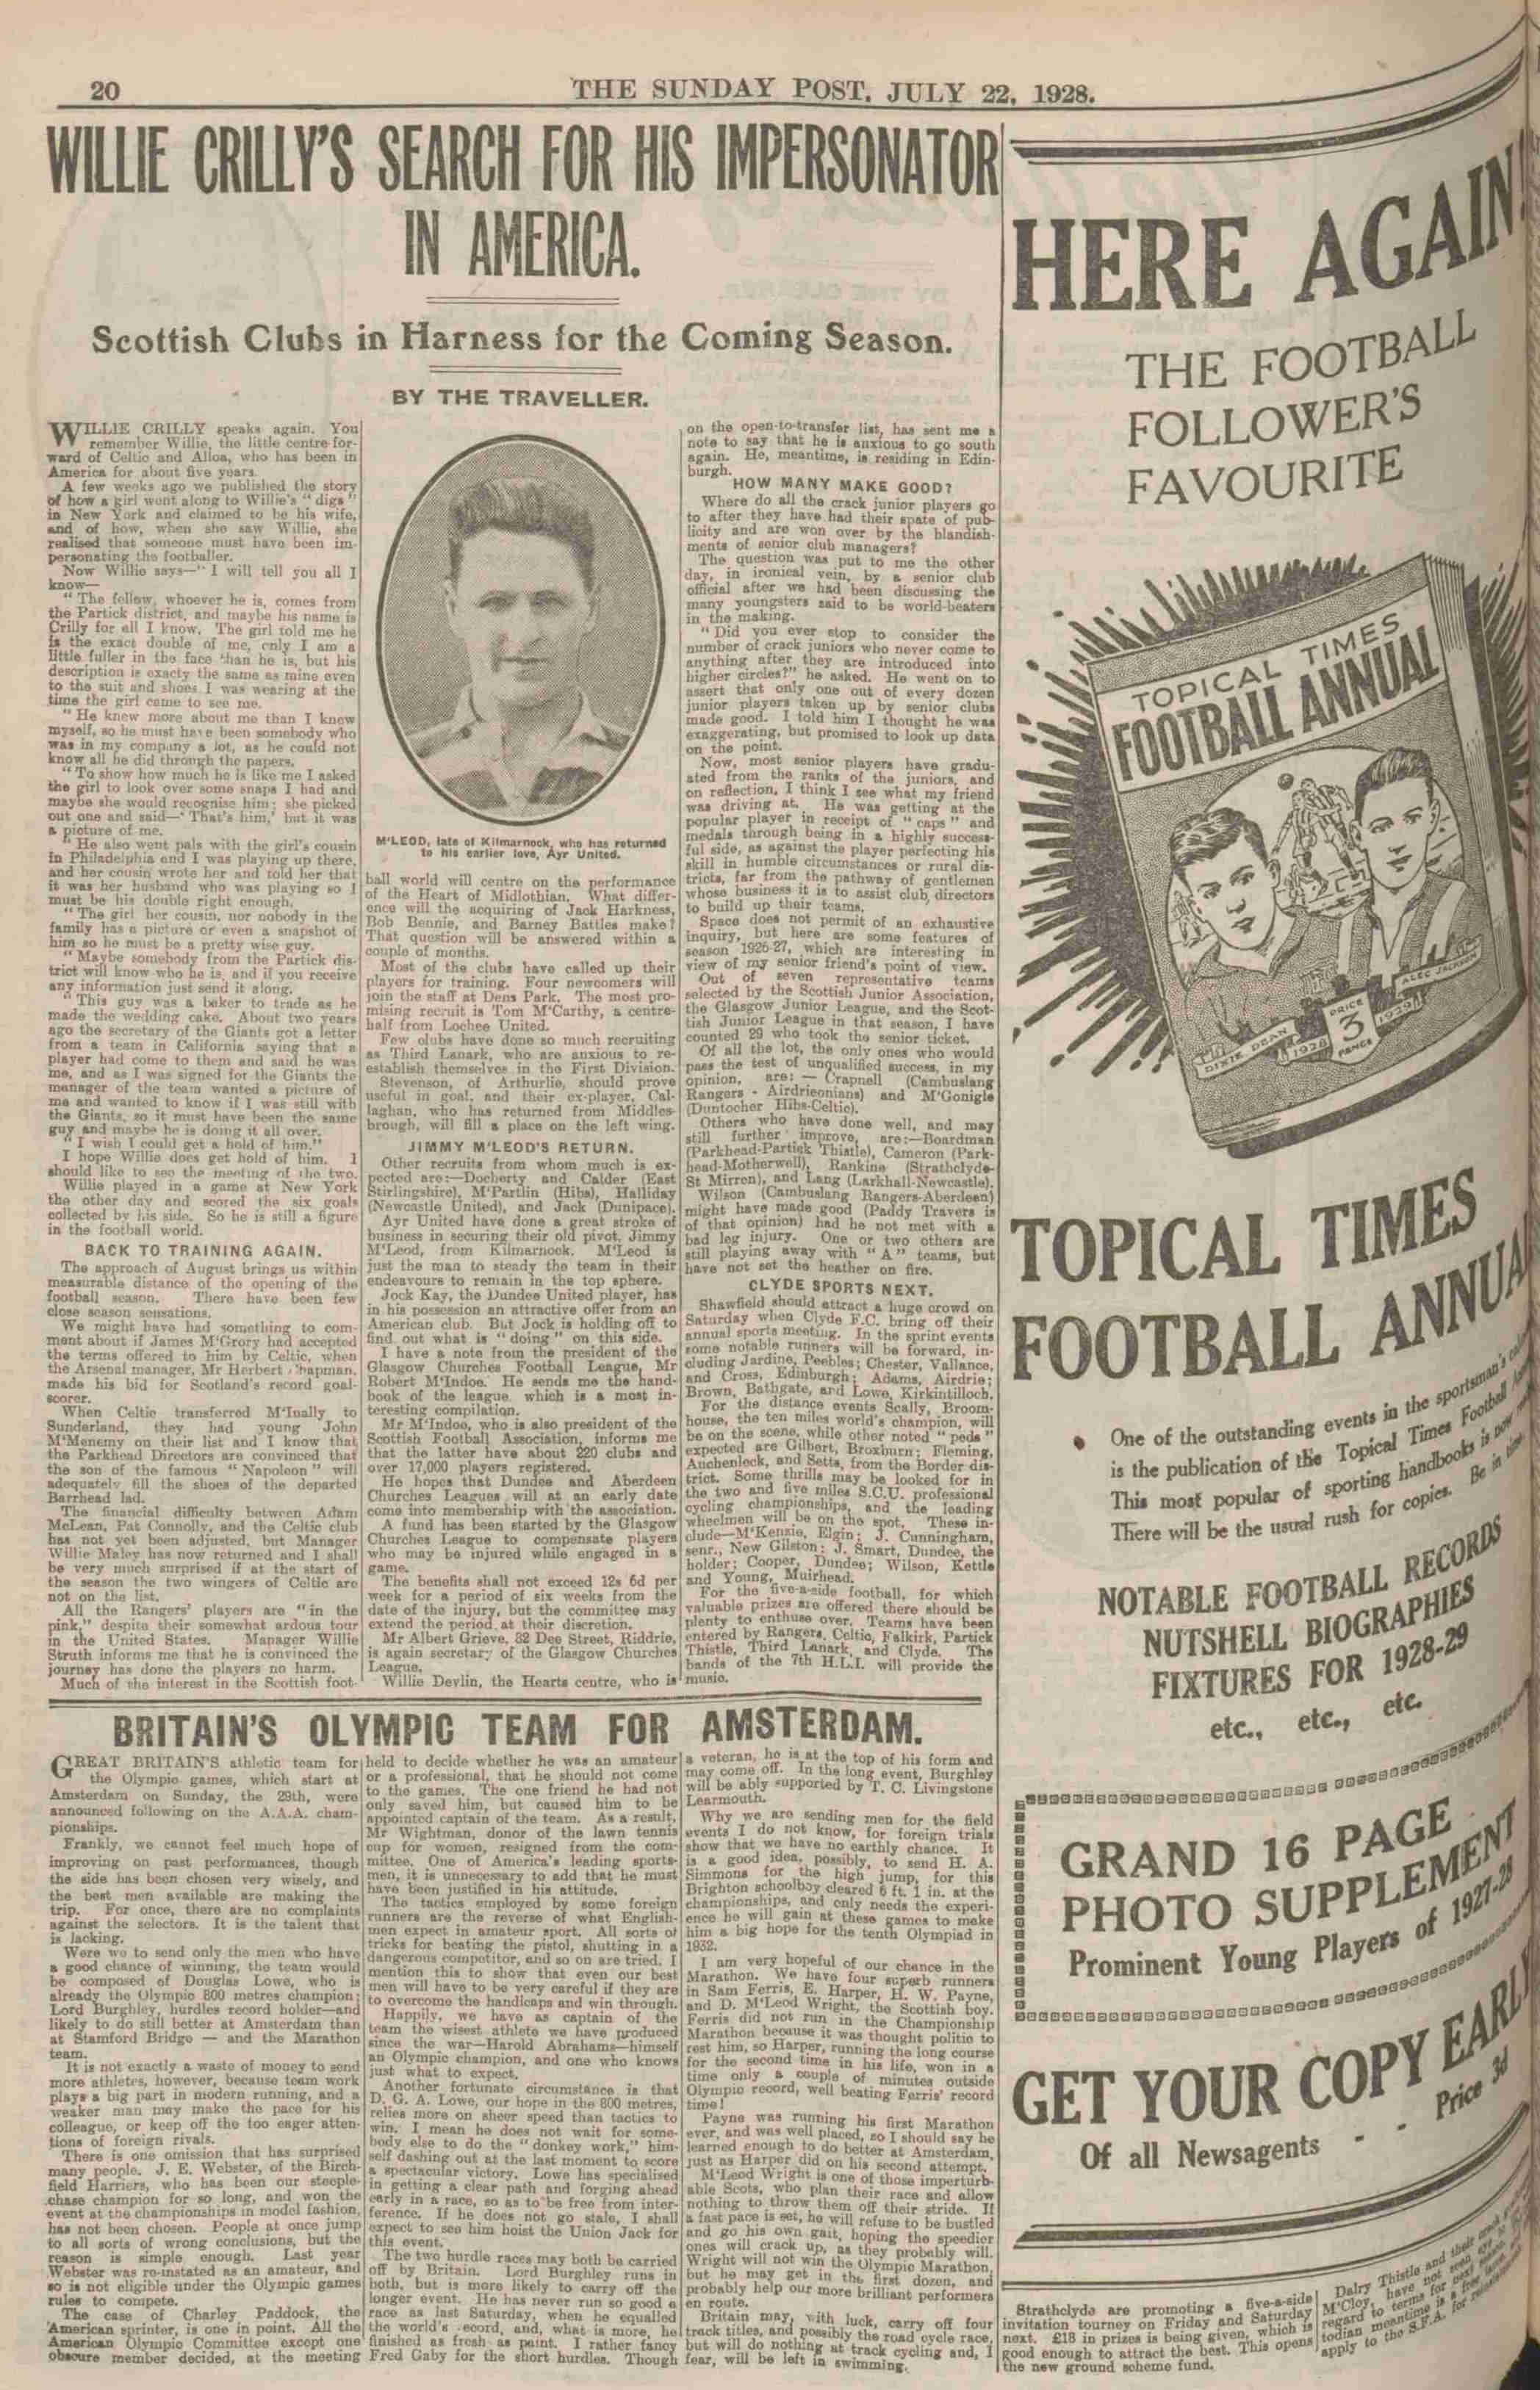 20
THE SUNDAY POST, JULY 22, 1928.
WILLIE CRILLY'S SEARCH FOR HIS IMPERSONATOR
IN AMERICA.
Scottish Clubs in Harness for the Coming Season.
BY THE TRAVELLER.
WILLIE CRILLY speaks again. You
remember Willie, the little centre-for-
ward of Celtic and Alloa, who has been in
America for about five years.
A few weeks ago we published the story
of how a girl went along to Willie's "digs"
in New York and claimed to be his wife,
and of how, when she saw Willie, she
realised that someone must have been im-
personating the footballer.
Now Willie says—"I will tell you all I
know—
"The fellow, whoever he is, comes from
the Partick district, and maybe his name is
Crilly for all I know. The girl told me he
is the exact double of me, only I am a
little fuller in the face than he is, but his
description is exacty the same as mine even
to the suit and shoes I was wearing at the
time the girl came to see me.
"He knew more about me than I knew
myself, so he must have been somebody who
was in my company a lot, as he could not
know all he did through the papers.
"To show how much he is like me I asked
the girl to look over some snaps I had and
maybe she would recognise him; she picked
out one and said—'That's him,' but it was
a picture of me.
"He also went pals with the girl's cousin
in Philadelphia and I was playing up there,
and her cousin wrote her and told her that
it was her husband who was playing so I
must be his double right enough.
"The girl her cousin, nor nobody in the
family has a picture or even a snapshot of
him so he must be a pretty wise guy.
"Maybe somebody from the Partick dis-
trict will know who he is, and if you receive
any information just send it along.
"This guy was a baker to trade as he
made the wedding cake. About two years
ago the secretary of the Giants got a letter
from a team in California saying that a
player had come to them and said he was
me, and as I was signed for the Giants the
manager of the team wanted a picture of
me and wanted to know if I was still with
the Giants, so it must have been the same
guy and maybe he is doing it all over.
"I wish I could get a hold of him."
I hope Willie does get hold of him. I
should like to see the meeting of the two.
Willie played in a game at New York
the other day and scored the six goals
collected by his side. So he is still a figure
in the football world.
BACK TO TRAINING AGAIN.
The approach of August brings us within
measurable distance of the opening of the
football season. There have been few
close season sensations.
We might have had something to com-
ment about if James M'Grory had accepted
the terms offered to him by Celtic, when
the Arsenal manager, Mr Herbert Chapman,
made his bid for Scotland's record goal-
scorer.
When Celtic transferred M'Inally to
Sunderland, they had young John
M'Menemy on their list and I know that
the Parkhead Directors are convinced that
the son of the famous "Napoleon" will
adequately fill the shoes of the departed
Barrhead lad.
The financial difficulty between Adam
McLean, Pat Connolly, and the Celtic club
has not yet been adjusted, but Manager
Willie Maley has now returned and I shall
be very much surprised if at the start of
the season the two wingers of Celtic are
not on the list.
All the Rangers' players are "in the
pink," despite their somewhat ardous tour
in the United States. Manager Willie
Struth informs me that he is convinced the
journey has done the players no harm.
Much of the interest in the Scottish foot-
M'LEOD, late of Kilmarnock, who has returned
to his earlier love, Ayr United.
ball world will centre on the performance
of the Heart of Midlothian. What differ-
ence will the acquiring of Jack Harkness,
Bob Bennie, and Barney Battles make?
That question will be answered within a
couple of months.
Most of the clubs have called up their
players for training. Four newcomers will
join the staff at Dens Park. The most pro-
mising recruit is Tom M'Carthy, a centre-
half from Lochee United.
Few clubs have done so much recruiting
as Third Lanark, who are anxious to re-
establish themselves in the First Division.
Stevenson, of Arthurlie, should prove
useful in goal, and their ex-player, Cal-
laghan, who has returned from Middles-
brough, will fill a place on the left wing.
JIMMY M'LEOD'S RETURN.
Other recruits from whom much is ex-
pected are:—Docherty and Calder (East
Stirlingshire), M'Partlin (Hibs), Halliday
(Newcastle United), and Jack (Dunipace).
Ayr United have done a great stroke of
business in securing their old pivot, Jimmy
M'Leod, from Kilmarnock. M'Leod is
just the man to steady the team in their
endeavours to remain in the top sphere.
Jock Kay, the Dundee United player, has
in his possession an attractive offer from an
American club. But Jock is holding off to
find out what is "doing" on this side.
I have a note from the president of the
Glasgow Churches Football League, Mr
Robert M'Indoe. He sends me the hand-
book of the league which is a most in-
teresting compilation.
Mr M'Indoe, who is also president of the
Scottish Football Association, informs me
that the latter have about 220 clubs and
over 17,000 players registered.
He hopes that Dundee and Aberdeen
Churches Leagues will at an early date
come into membership with the association.
A fund has been started by the Glasgow
Churches League to compensate players
who may be injured while engaged in a
game.
The benefits shall not exceed 12s 6d per
week for a period of six weeks from the
date of the injury, but the committee may
extend the period at their discretion.
Mr Albert Grieve, 82 Dee Street, Riddrie,
is again secretary of the Glasgow Churches
League.
Willie Devlin, the Hearts centre, who is
on the open-to-transfer list, has sent me a
note to say that he is anxious to go south
again. He, meantime, is residing in Edin-
burgh.
HOW MANY MAKE GOOD?
Where do all the crack junior players go
to after they have had their spate of pub-
licity and are won over by the blandish-
ments of senior club managers?
The question was put to me the other
day, in ironical vein, by a senior club
official after we had been discussing the
many youngsters said to be world-beaters
in the making.
"Did you ever stop to consider the
number of crack juniors who never come to
anything after they are introduced into
higher circles?" he asked. He went on to
assert that only one out of every dozen
junior players taken up by senior clubs
made good. I told him I thought he was
exaggerating, but promised to look up data
on the point.
Now, most senior players have gradu-
ated from the ranks of the juniors, and
on reflection, I think I see what my friend
was driving at. He was getting at the
popular player in receipt of "caps" and
medals through being in a highly success-
ful side, as against the player perfecting his
skill in humble circumstances or rural dis-
tricts, far from the pathway of gentlemen
whose business it is to assist club directors
to build up their teams.
Space does not permit of an exhaustive
inquiry, but here are some features of
season 1926-27, which are interesting in
view of my senior friend's point of view.
Out of seven representative teams
selected by the Scottish Junior Association,
the Glasgow Junior League, and the Scot-
tish Junior League in that season, I have
counted 29 who took the senior ticket.
Of all the lot, the only ones who would
pass the test of unqualified success, in my
opinion, are:—Crapnell (Cambuslang
Rangers - Airdrieonians) and M'Gonigle
(Duntocher Hibs-Celtic).
Others who have done well, and may
still further improve, are:—Boardman
(Parkhead-Partick Thistle), Cameron (Park-
head-Motherwell), Rankine (Strathclyde-
St Mirren), and Lang (Larkhall-Newcastle).
Wilson (Cambuslang Rangers-Aberdeen)
might have made good (Paddy Travers is
of that opinion) had he not met with a
bad leg injury. One or two others are
still playing away with "A" teams, but
have not set the heather on fire.
CLYDE SPORTS NEXT.
Shawfield should attract a huge crowd on
Saturday when Clyde F.C. bring off their
annual sports meeting. In the sprint events
some notable runners will be forward, in-
cluding Jardine, Peebles; Chester, Vallance,
and Cross, Edinburgh; Adams, Airdrie;
Brown, Bathgate, and Lowe, Kirkintilloch.
For the distance events Scally, Broom-
house, the ten miles world's champion, will
be on the scene, while other noted "peds"
expected are Gilbert, Broxburn; Fleming,
Auchenleck, and Setts, from the Border dis-
trict. Some thrills may be looked for in
the two and five miles S.C.U. professional
cycling championships, and the leading
wheelmen will be on the spot. These in-
clude—M'Kenzie, Elgin; J. Cunningham,
senr., New Gilston; J. Smart, Dundee, the
holder; Cooper, Dundee; Wilson, Kettle
and Young, Muirhead.
For the five-a-side football, for which
valuable prizes are offered there should be
plenty to enthuse over. Teams have been
entered by Rangers, Celtic, Falkirk, Partick
Thistle, Third Lanark, and Clyde. The
bands of the 7th H.L.I. will provide the
music.
BRITAIN'S OLYMPIC TEAM FOR AMSTERDAM.
GREAT BRITAIN'S athletic team for
the Olympic games, which start at
Amsterdam on Sunday, the 29th, were
announced following on the A.A.A. cham-
pionships.
Frankly, we cannot feel much hope of
improving on past performances, though
the side has been chosen very wisely, and
the best men available are making the
trip. For once, there are no complaints
against the selectors. It is the talent that
is lacking.
Were we to send only the men who have
a good chance of winning, the team would
be composed of Douglas Lowe, who is
already the Olympic 800 metres champion;
Lord Burghley, hurdles record holder—and
likely to do still better at Amsterdam than
at Stamford Bridge — and the Marathon
team.
It is not exactly a waste of money to send
more athletes, however, because team work
plays a big part in modern running, and a
weaker man may make the pace for his
colleague, or keep off the too eager atten-
tions of foreign rivals.
There is one omission that has surprised
many people. J. E. Webster, of the Birch-
field Harriers, who has been our steeple-
chase champion for so long, and won the
event at the championships in model fashion,
has not been chosen. People at once jump
to all sorts of wrong conclusions, but the
reason is simple enough. Last year
Webster was re-instated as an amateur, and
so is not eligible under the Olympic games
rules to compete.
The case of Charley Paddock, the
American sprinter, is one in point. All the
American Olympic Committee except one
obscure member decided, at the meeting
held to decide whether he was an amateur
or a professional, that he should not come
to the games. The one friend he had not
only saved him, but caused him to be
appointed captain of the team. As a result,
Mr Wightman, donor of the lawn tennis
cup for women, resigned from the com-
mittee. One of America's leading sports-
men, it is unnecessary to add that he must
have been justified in his attitude.
The tactics employed by some foreign
runners are the reverse of what English-
men expect in amateur sport. All sorts of
tricks for beating the pistol, shutting in a
dangerous competitor, and so on are tried. I
mention this to show that even our best
men will have to be very careful if they are
to overcome the handicaps and win through.
Happily, we have as captain of the
team the wisest athlete we have produced
since the war—Harold Abrahams—himself
an Olympic champion, and one who knows
just what to expect.
Another fortunate circumstance is that
D. G. A. Lowe, our hope in the 800 metres,
relies more on sheer speed than tactics to
win. I mean he does not wait for some-
body else to do the "donkey work," him-
self dashing out at the last moment to score
a spectacular victory. Lowe has specialised
in getting a clear path and forging ahead
early in a race, so as to be free from inter-
ference. If he does not go stale, I shall
expect to see him hoist the Union Jack for
this event.
The two hurdle races may both be carried
off by Britain. Lord Burghley runs in
both, but is more likely to carry off the
longer event. He has never run so good a
race as last Saturday, when he equalled
the world's record, and, what is more, he
finished as fresh as paint. I rather fancy
Fred Gaby for the short hurdles. Though
a veteran, he is at the top of his form and
may come off. In the long event, Burghley
will be ably supported by T. C. Livingstone
Learmouth.
Why we are sending men for the field
events I do not know, for foreign trials
show that we have no earthly chance. It
is a good idea, possibly, to send H. A.
Simmons for the high jump, for this
Brighton schoolboy cleared 6 ft. 1 in. at the
championships, and only needs the experi-
ence he will gain at these games to make
him a big hope for the tenth Olympiad in
1932.
I am very hopeful of our chance in the
Marathon. We have four superb runners
in Sam Ferris, E. Harper, H. W. Payne,
and D. M'Leod Wright, the Scottish boy.
Ferris did not run in the Championship
Marathon because it was thought politic to
rest him, so Harper, running the long course
for the second time in his life, won in a
time only a couple of minutes outside
Olympic record, well beating Ferris' record
time!
Payne was running his first Marathon
ever, and was well placed, so I should say he
learned enough to do better at Amsterdam,
just as Harper did on his second attempt.
M'Leod Wright is one of those imperturb-
able Scots, who plan their race and allow
nothing to throw them off their stride. If
a fast pace is set, he will refuse to be bustled
and go his own gait, hoping the speedier
ones will crack up, as they probably will.
Wright will not win the Olympic Marathon,
but he may get in the first dozen, and
probably help our more brilliant performers
en route.
Britain may, with luck, carry off four
track titles, and possibly the road cycle race,
but will do nothing at track cycling and, I
fear, will be left in swimming.
HERE AGAIN!
THE FOOTBALL
FOLLOWER'S
FAVOURITE
TOPICAL TIMES
FOOTBALL ANNUAL
DIXIE DEAN
1928
PRICE
3
PENCE
1929
ALEC JACKSON
TOPICAL TIMES
FOOTBALL ANNUA
One of the outstanding events in the sportsman's
is the publication of the Topical Times Football
This most popular of sporting handbooks is now
There will be the usual rush for copies. Be in
NOTABLE FOOTBALL RECORDS
NUTSHELL BIOGRAPHIES
FIXTURES FOR 1928-29
etc., etc., etc.
GRAND 16 PAGE
PHOTO SUPPLEMENT
Prominent Young Players of 1927-28
GET YOUR COPY EARLY
Of all Newsagents - - Price 3d
Strathclyde are promoting a five-a-side
invitation tourney on Friday and Saturday
next. £18 in prizes is being given, which is
good enough to attract the best. This opens
the new ground scheme fund.
Dalry Thistle and their crack
M'Cloy, have not seen eye to
regard to terms for next
meantime is a free
apply to the S.F.A. for